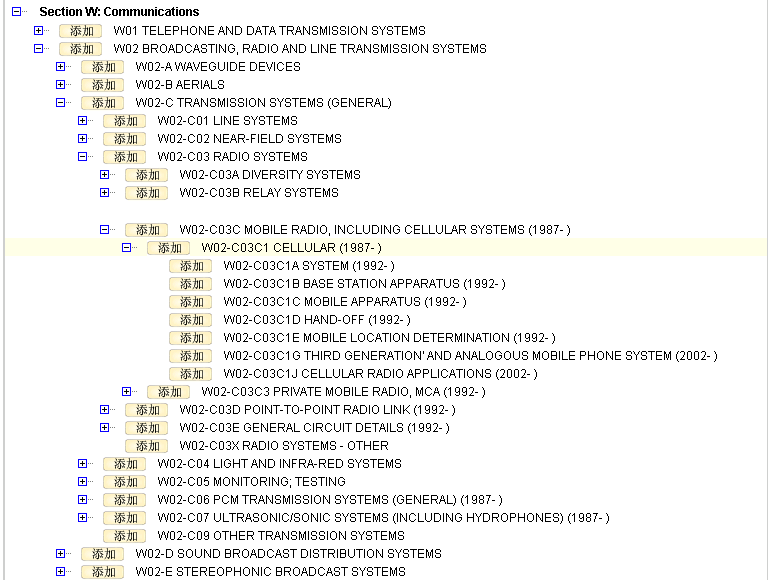 Section W: Communications
添加 W01 TELEPHONE AND DATA TRANSMISSION SYSTEMS
添加 W02 BROADCASTING, RADIO AND LINE TRANSMISSION SYSTEMS
添加 W02-A WAVEGUIDE DEVICES
添加 W02-B AERIALS
添加 W02-C TRANSMISSION SYSTEMS (GENERAL)
添加 W02-C01 LINE SYSTEMS
添加 W02-C02 NEAR-FIELD SYSTEMS
添加 W02-C03 RADIO SYSTEMS
添加 W02-C03A DIVERSITY SYSTEMS
添加 W02-C03B RELAY SYSTEMS
添加 W02-C03C MOBILE RADIO, INCLUDING CELLULAR SYSTEMS (1987- )
添加 W02-C03C1 CELLULAR (1987- )
添加 W02-C03C1A SYSTEM (1992- )
添加 W02-C03C1B BASE STATION APPARATUS (1992- )
添加 W02-C03C1C MOBILE APPARATUS (1992- )
添加 W02-C03C1D HAND-OFF (1992- )
添加 W02-C03C1E MOBILE LOCATION DETERMINATION (1992- )
添加 W02-C03C1G THIRD GENERATION' AND ANALOGOUS MOBILE PHONE SYSTEM (2002- )
添加 W02-C03C1J CELLULAR RADIO APPLICATIONS (2002- )
添加 W02-C03C3 PRIVATE MOBILE RADIO, MCA (1992- )
添加 W02-C03D POINT-TO-POINT RADIO LINK (1992- )
添加 W02-C03E GENERAL CIRCUIT DETAILS (1992- )
添加 W02-C03X RADIO SYSTEMS - OTHER
添加 W02-C04 LIGHT AND INFRA-RED SYSTEMS
添加 W02-C05 MONITORING; TESTING
添加 W02-C06 PCM TRANSMISSION SYSTEMS (GENERAL) (1987- )
添加 W02-C07 ULTRASONIC/SONIC SYSTEMS (INCLUDING HYDROPHONES) (1987- )
添加 W02-C09 OTHER TRANSMISSION SYSTEMS
添加 W02-D SOUND BROADCAST DISTRIBUTION SYSTEMS
添加 W02-E STEREOPHONIC BROADCAST SYSTEMS